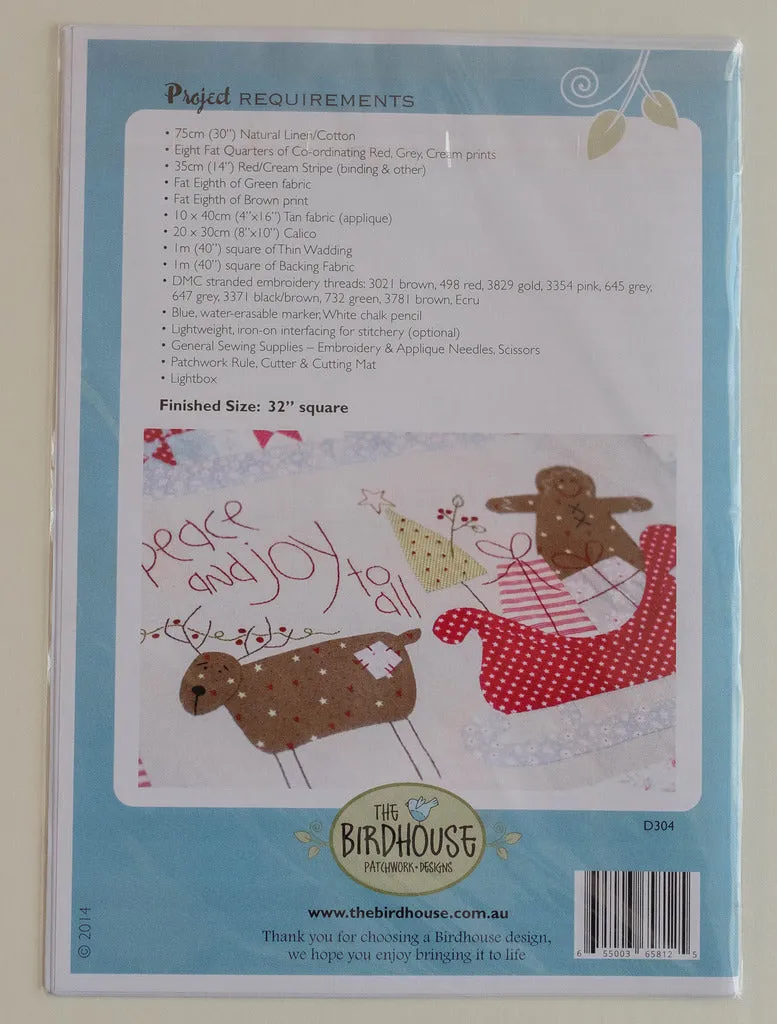 Project REQUIREMENTS
• 75cm (30") Natural Linen/Cotton
• Eight Fat Quarters of Co-ordinating Red, Grey, Cream prints
• 35cm (14") Red/Cream Stripe (binding & other)
• Fat Eighth of Green fabric
• Fat Eighth of Brown print
• 10 x 40cm (4"x16") Tan fabric (applique)
• 20 x 30cm (8"x10") Calico
• 1m (40") square of Thin Wadding
• 1m (40") square of Backing Fabric
• DMC stranded embroidery threads: 3021 brown, 498 red, 3829 gold, 3354 pink, 645 grey,
647 grey, 3371 black/brown, 732 green, 3781 brown, Ecru
• Blue, water-erasable marker, White chalk pencil
• Lightweight, iron-on interfacing for stitchery (optional)
• General Sewing Supplies – Embroidery & Applique Needles, Scissors
• Patchwork Rule, Cutter & Cutting Mat
• Lightbox
Finished Size: 32" square
peace
and joy to
all
THE
BIRDHOUSE
PATCHWORK • DESIGNS
D304
www.thebirdhouse.com.au
Thank you for choosing a Birdhouse design,
we hope you enjoy bringing it to life
6 55003 65812 5
© 2014